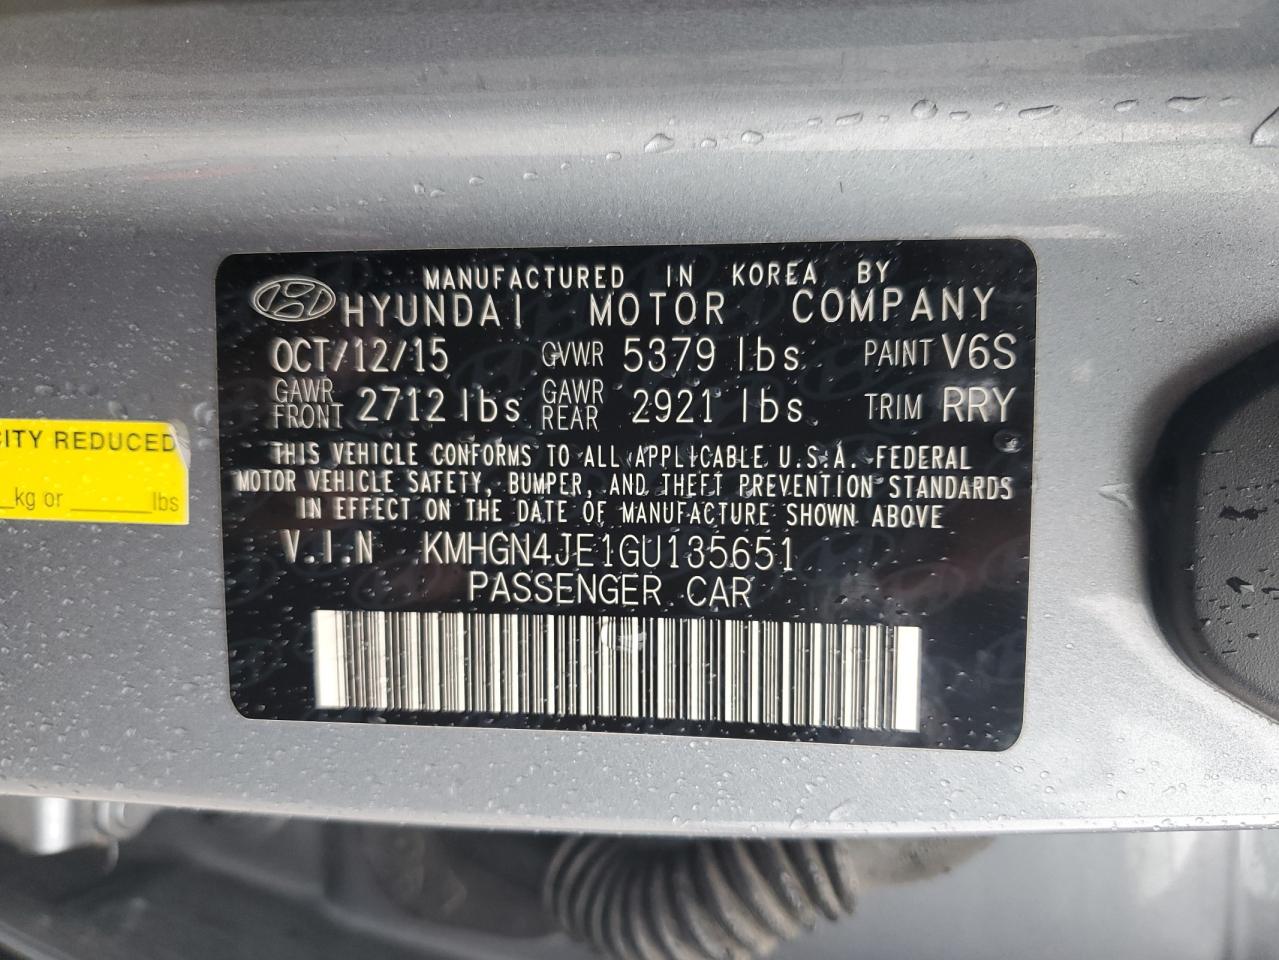 MANUFACTURED IN KOREA BY
HYUNDAI MOTOR COMPANY
OCT/12/15 GVWR 5379 lbs PAINT V6S
GAWR FRONT 2712 lbs GAWR REAR 2921 lbs TRIM RRY
THIS VEHICLE CONFORMS TO ALL APPLICABLE U.S.A. FEDERAL
MOTOR VEHICLE SAFETY, BUMPER, AND THEFT PREVENTION STANDARDS
IN EFFECT ON THE DATE OF MANUFACTURE SHOWN ABOVE
V.I.N KMHGN4JE1GU135651
PASSENGER CAR
REDUCED
kg or lbs